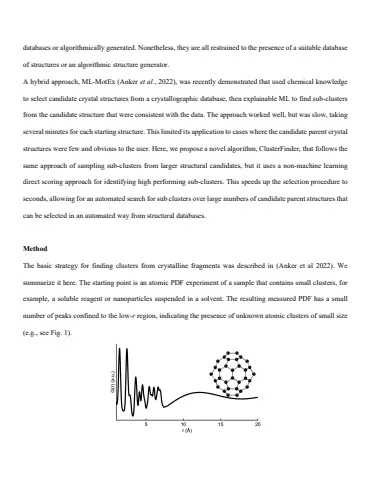 databases or algorithmically generated. Nonetheless, they are all restrained to the presence of a suitable database
of structures or an algorithmic structure generator.
A hybrid approach, ML-MotEx (Anker et al., 2022), was recently demonstrated that used chemical knowledge
to select candidate crystal structures from a crystallographic database, then explainable ML to find sub-clusters
from the candidate structure that were consistent with the data. The approach worked well, but was slow, taking
several minutes for each starting structure. This limited its application to cases where the candidate parent crystal
structures were few and obvious to the user. Here, we propose a novel algorithm, ClusterFinder, that follows the
same approach of sampling sub-clusters from larger structural candidates, but it uses a non-machine learning
direct scoring approach for identifying high performing sub-clusters. This speeds up the selection procedure to
seconds, allowing for an automated search for sub clusters over large numbers of candidate parent structures that
can be selected in an automated way from structural databases.
Method
The basic strategy for finding clusters from crystalline fragments was described in (Anker et al 2022). We
summarize it here. The starting point is an atomic PDF experiment of a sample that contains small clusters, for
example, a soluble reagent or nanoparticles suspended in a solvent. The resulting measured PDF has a small
number of peaks confined to the low-r region, indicating the presence of unknown atomic clusters of small size
(e.g., see Fig. 1).
G(r) (a.u.)
5 10 15 20
r (Å)